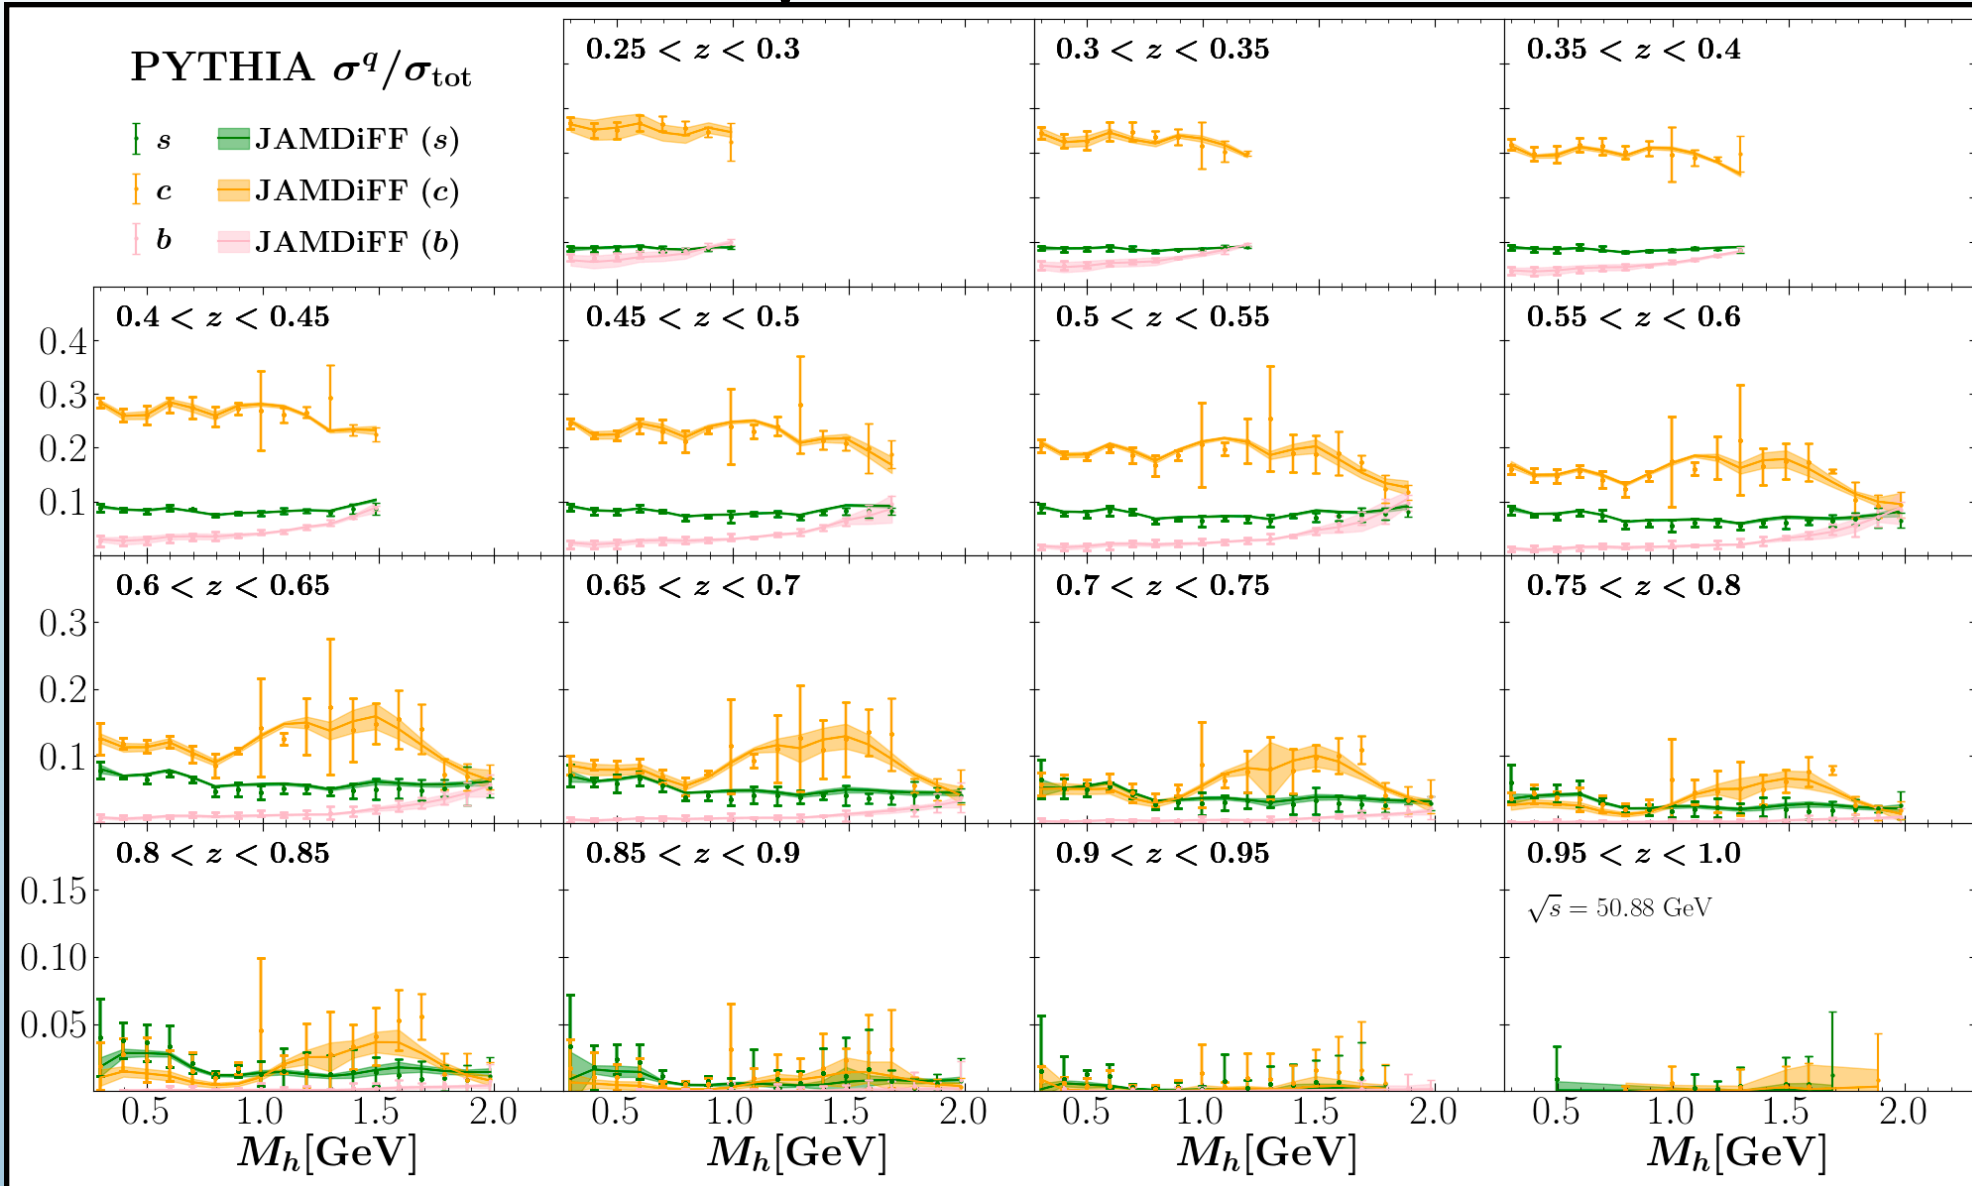 PYTHIA σ^q/σ_tot
s JAMDiFF (s)
c JAMDiFF (c)
b JAMDiFF (b)
0.25 < z < 0.3
0.3 < z < 0.35
0.35 < z < 0.4
0.4 < z < 0.45
0.45 < z < 0.5
0.5 < z < 0.55
0.55 < z < 0.6
0.4
0.3
0.2
0.1
0.6 < z < 0.65
0.65 < z < 0.7
0.7 < z < 0.75
0.75 < z < 0.8
0.3
0.2
0.1
0.8 < z < 0.85
0.85 < z < 0.9
0.9 < z < 0.95
0.95 < z < 1.0
√s = 50.88 GeV
0.15
0.10
0.05
0.5 1.0 1.5 2.0
0.5 1.0 1.5 2.0
0.5 1.0 1.5 2.0
0.5 1.0 1.5 2.0
M_h[GeV]
M_h[GeV]
M_h[GeV]
M_h[GeV]